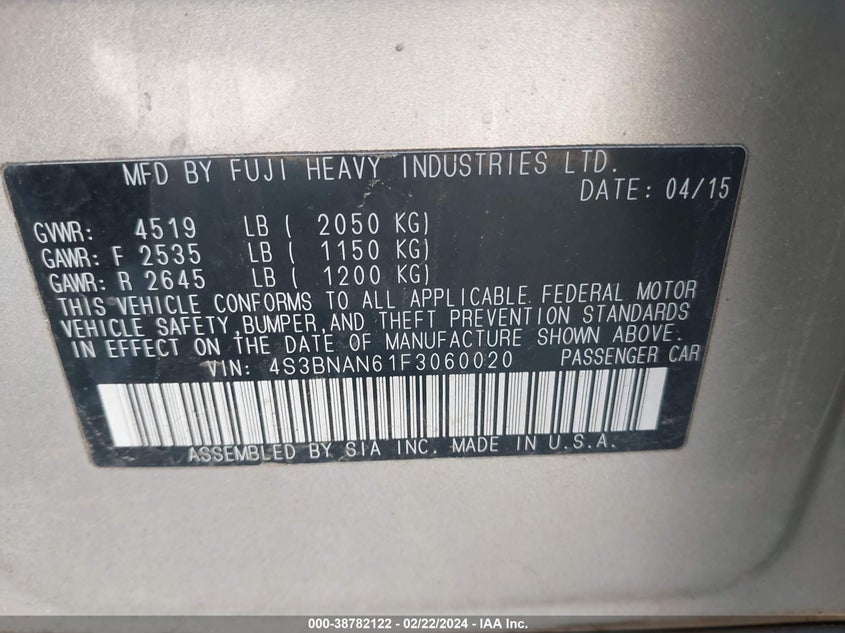 MFD BY FUJI HEAVY INDUSTRIES LTD.
DATE: 04/15
GVWR: 4519 LB ( 2050 KG)
GAWR: F 2535 LB ( 1150 KG)
GAWR: R 2645 LB ( 1200 KG)
THIS VEHICLE CONFORMS TO ALL APPLICABLE FEDERAL MOTOR
VEHICLE SAFETY, BUMPER, AND THEFT PREVENTION STANDARDS
IN EFFECT ON THE DATE OF MANUFACTURE SHOWN ABOVE.
VIN: 4S3BNAN61F3060020 PASSENGER CAR
ASSEMBLED BY SIA INC. MADE IN U.S.A.
000-38782122 - 02/22/2024 - IAA Inc.